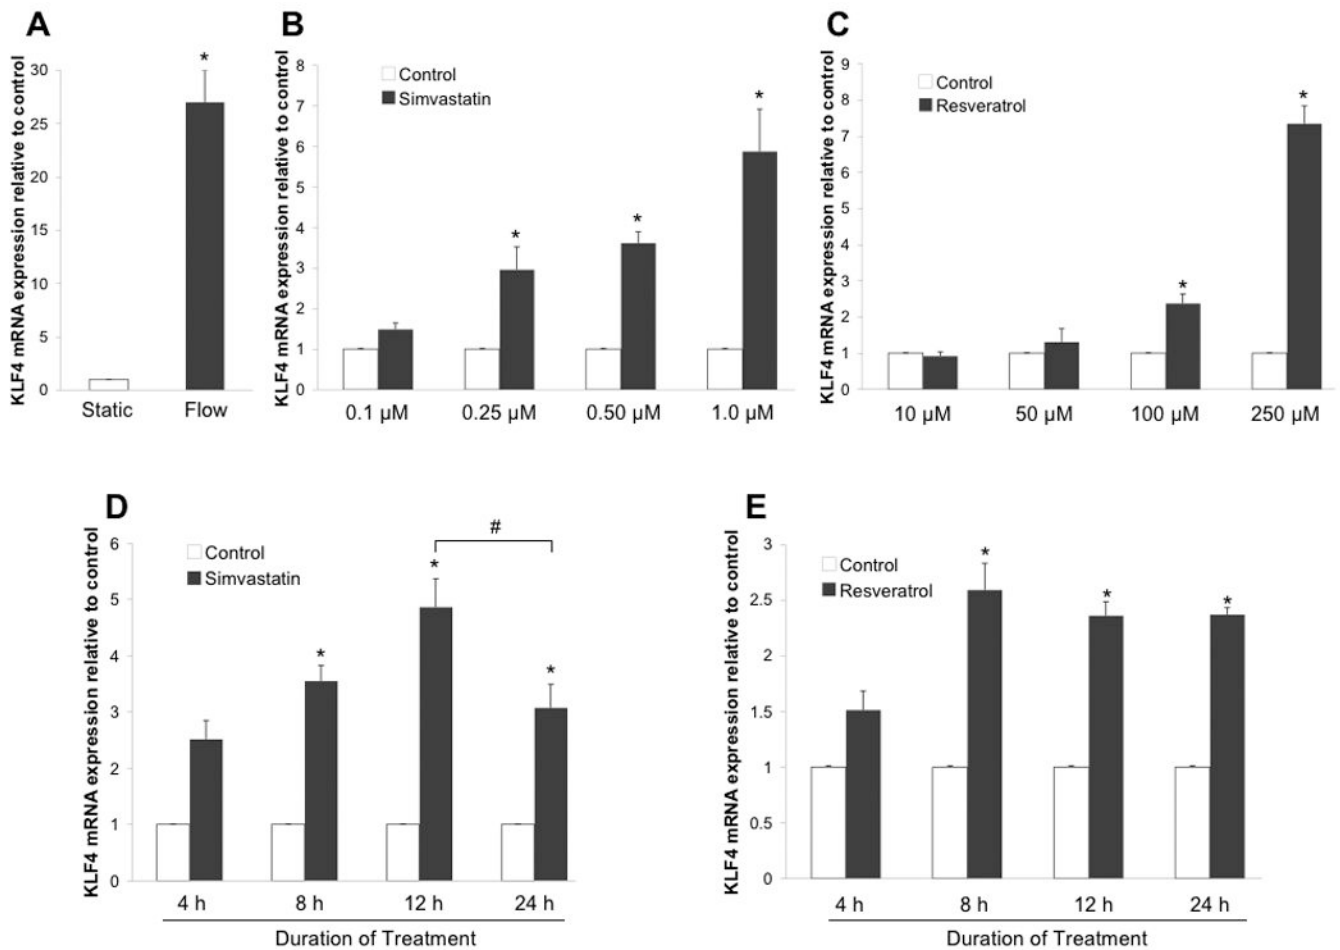 A
KLF4 mRNA expression relative to control
30
25
20
15
10
5
0
*
Static Flow
B
KLF4 mRNA expression relative to control
8
7
6
5
4
3
2
1
0
Control
Simvastatin
* * *
0.1 µM 0.25 µM 0.50 µM 1.0 µM
C
KLF4 mRNA expression relative to control
9
8
7
6
5
4
3
2
1
0
Control
Resveratrol
* *
10 µM 50 µM 100 µM 250 µM
D
KLF4 mRNA expression relative to control
6
5
4
3
2
1
0
Control
Simvastatin
#
* * *
4 h 8 h 12 h 24 h
Duration of Treatment
E
KLF4 mRNA expression relative to control
3
2.5
2
1.5
1
0.5
0
Control
Resveratrol
* * *
4 h 8 h 12 h 24 h
Duration of Treatment